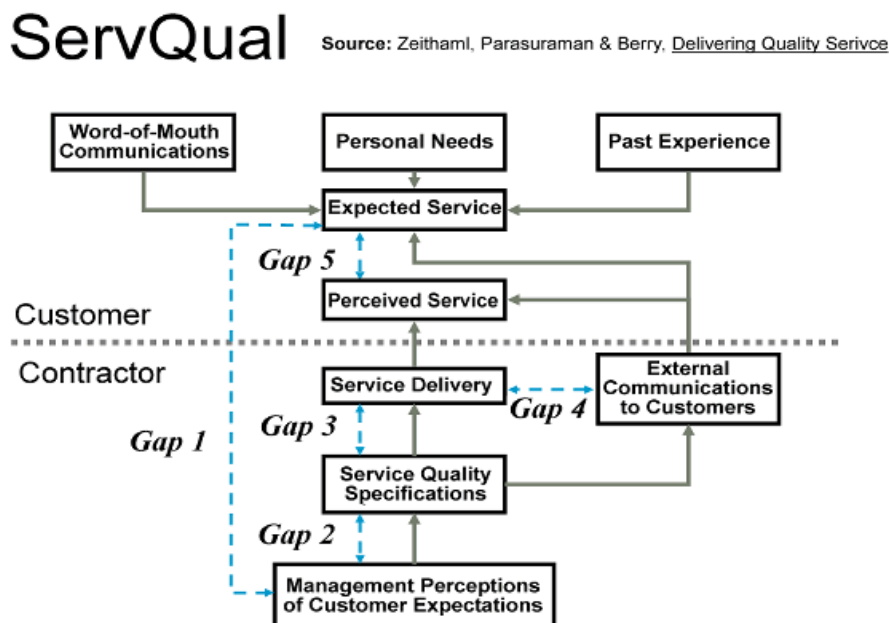 ServQual
Source: Zeithaml, Parasuraman & Berry, Delivering Quality Serivce
Word-of-Mouth
Communications
Personal Needs
Past Experience
Expected Service
Gap 5
Perceived Service
Customer
Contractor
Service Delivery
External
Communications
to Customers
Gap 4
Gap 3
Gap 1
Service Quality
Specifications
Gap 2
Management Perceptions
of Customer Expectations